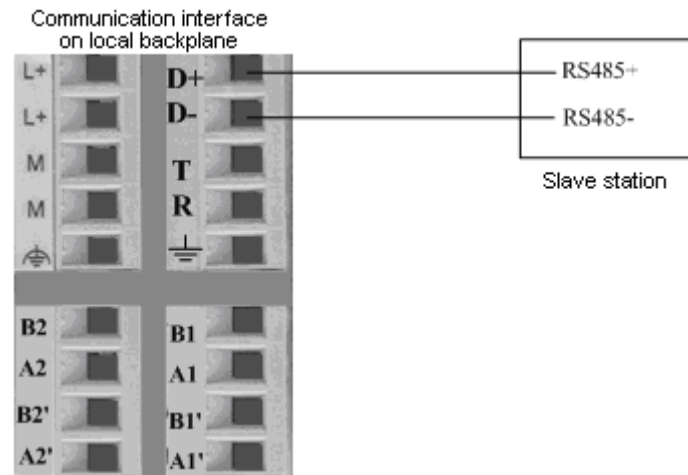 Communication interface
on local backplane
L+ D+ RS485+
L+ D- RS485-
M T
M R
Slave station
B2 B1
A2 A1
B2' B1'
A2' A1'